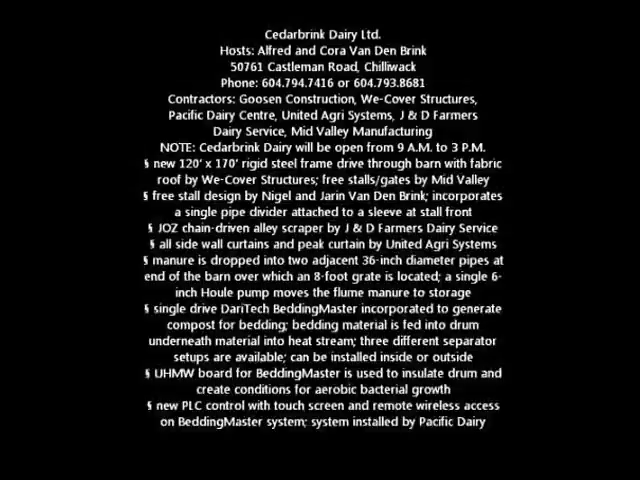 Cedarbrink Dairy Ltd.
Hosts: Alfred and Cora Van Den Brink
50761 Castleman Road, Chilliwack
Phone: 604.794.7416 or 604.793.8681
Contractors: Goosen Construction, We-Cover Structures,
Pacific Dairy Centre, United Agri Systems, J & D Farmers
Dairy Service, Mid Valley Manufacturing
NOTE: Cedarbrink Dairy will be open from 9 A.M. to 3 P.M.
§ new 120' x 170' rigid steel frame drive through barn with fabric
roof by We-Cover Structures; free stalls/gates by Mid Valley
§ free stall design by Nigel and Jarin Van Den Brink; incorporates
a single pipe divider attached to a sleeve at stall front
§ JOZ chain-driven alley scraper by J & D Farmers Dairy Service
§ all side wall curtains and peak curtain by United Agri Systems
§ manure is dropped into two adjacent 36-inch diameter pipes at
end of the barn over which an 8-foot grate is located; a single 6-
inch Houle pump moves the flume manure to storage
§ single drive DariTech BeddingMaster incorporated to generate
compost for bedding; bedding material is fed into drum
underneath material into heat stream; three different separator
setups are available; can be installed inside or outside
§ UHMW board for BeddingMaster is used to insulate drum and
create conditions for aerobic bacterial growth
§ new PLC control with touch screen and remote wireless access
on BeddingMaster system; system installed by Pacific Dairy